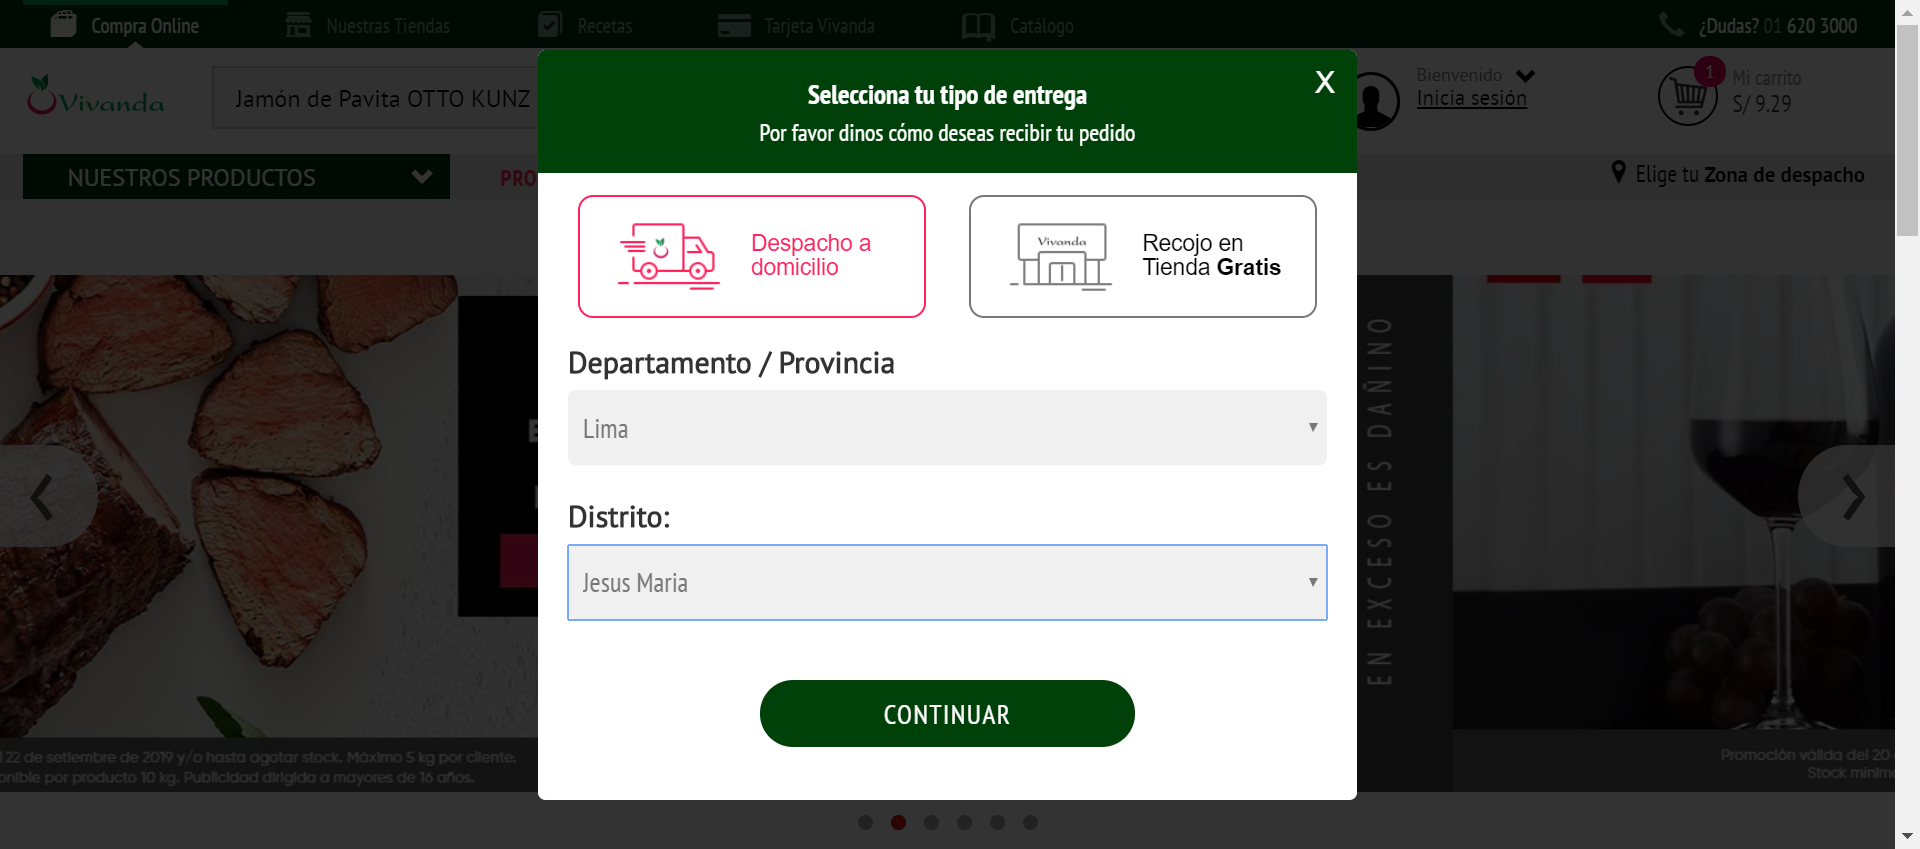 Compra Online
Nuestras Tiendas
Recetas
Tarjeta Vivanda
Catálogo
¿Dudas? 01 620 3000
Vivanda
Jamón de Pavita OTTO KUNZ
Bienvenido
Inicia sesión
1
Mi carrito
S/ 9.29
NUESTROS PRODUCTOS
PRO
Elige tu Zona de despacho
Selecciona tu tipo de entrega
X
Por favor dinos cómo deseas recibir tu pedido
Despacho a
domicilio
Vivanda
Recojo en
Tienda Gratis
Departamento / Provincia
Lima
Distrito:
Jesus Maria
CONTINUAR
EN EXCESO ES DAÑINO
22 de setiembre de 2019 y/o hasta agotar stock. Máximo 5 kg por cliente.
onible por producto 10 kg. Publicidad dirigida a mayores de 16 años.
Promoción válida del 20
Stock mínim